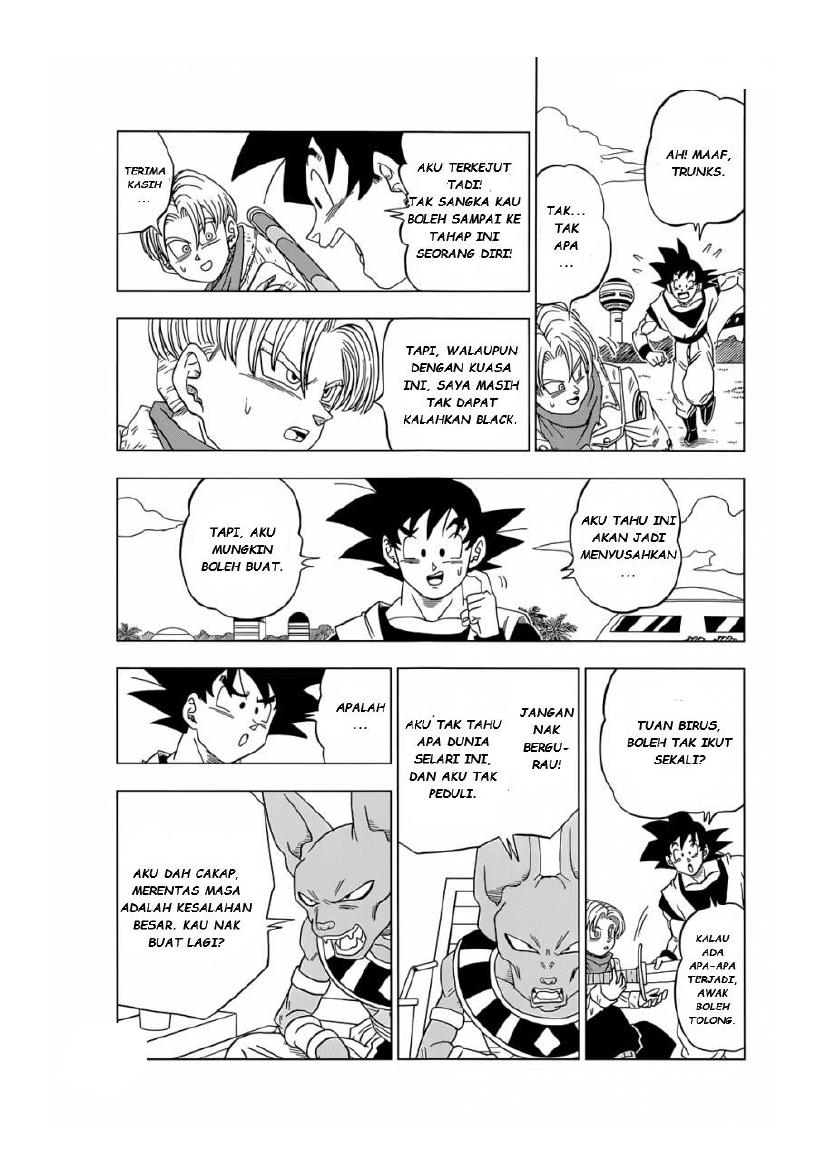 AH! MAAF,
TRUNKS.
TAK...
TAK
APA
...
AKU TERKEJUT
TADI!
TAK SANGKA KAU
BOLEH SAMPAI KE
TAHAP INI
SEORANG DIRI!
TERIMA
KASIH
...
TAPI, WALAUPUN
DENGAN KUASA
INI, SAYA MASIH
TAK DAPAT
KALAHKAN BLACK.
AKU TAHU INI
AKAN JADI
MENYUSAHKAN
...
TAPI, AKU
MUNGKIN
BOLEH BUAT.
TUAN BIRUS,
BOLEH TAK IKUT
SEKALI?
KALAU
ADA
APA-APA
TERJADI,
AWAK
BOLEH
TOLONG.
JANGAN
NAK
BERGU-
RAU!
AKU TAK TAHU
APA DUNIA
SELARI INI,
DAN AKU TAK
PEDULI.
APALAH
...
AKU DAH CAKAP,
MERENTAS MASA
ADALAH KESALAHAN
BESAR. KAU NAK
BUAT LAGI?